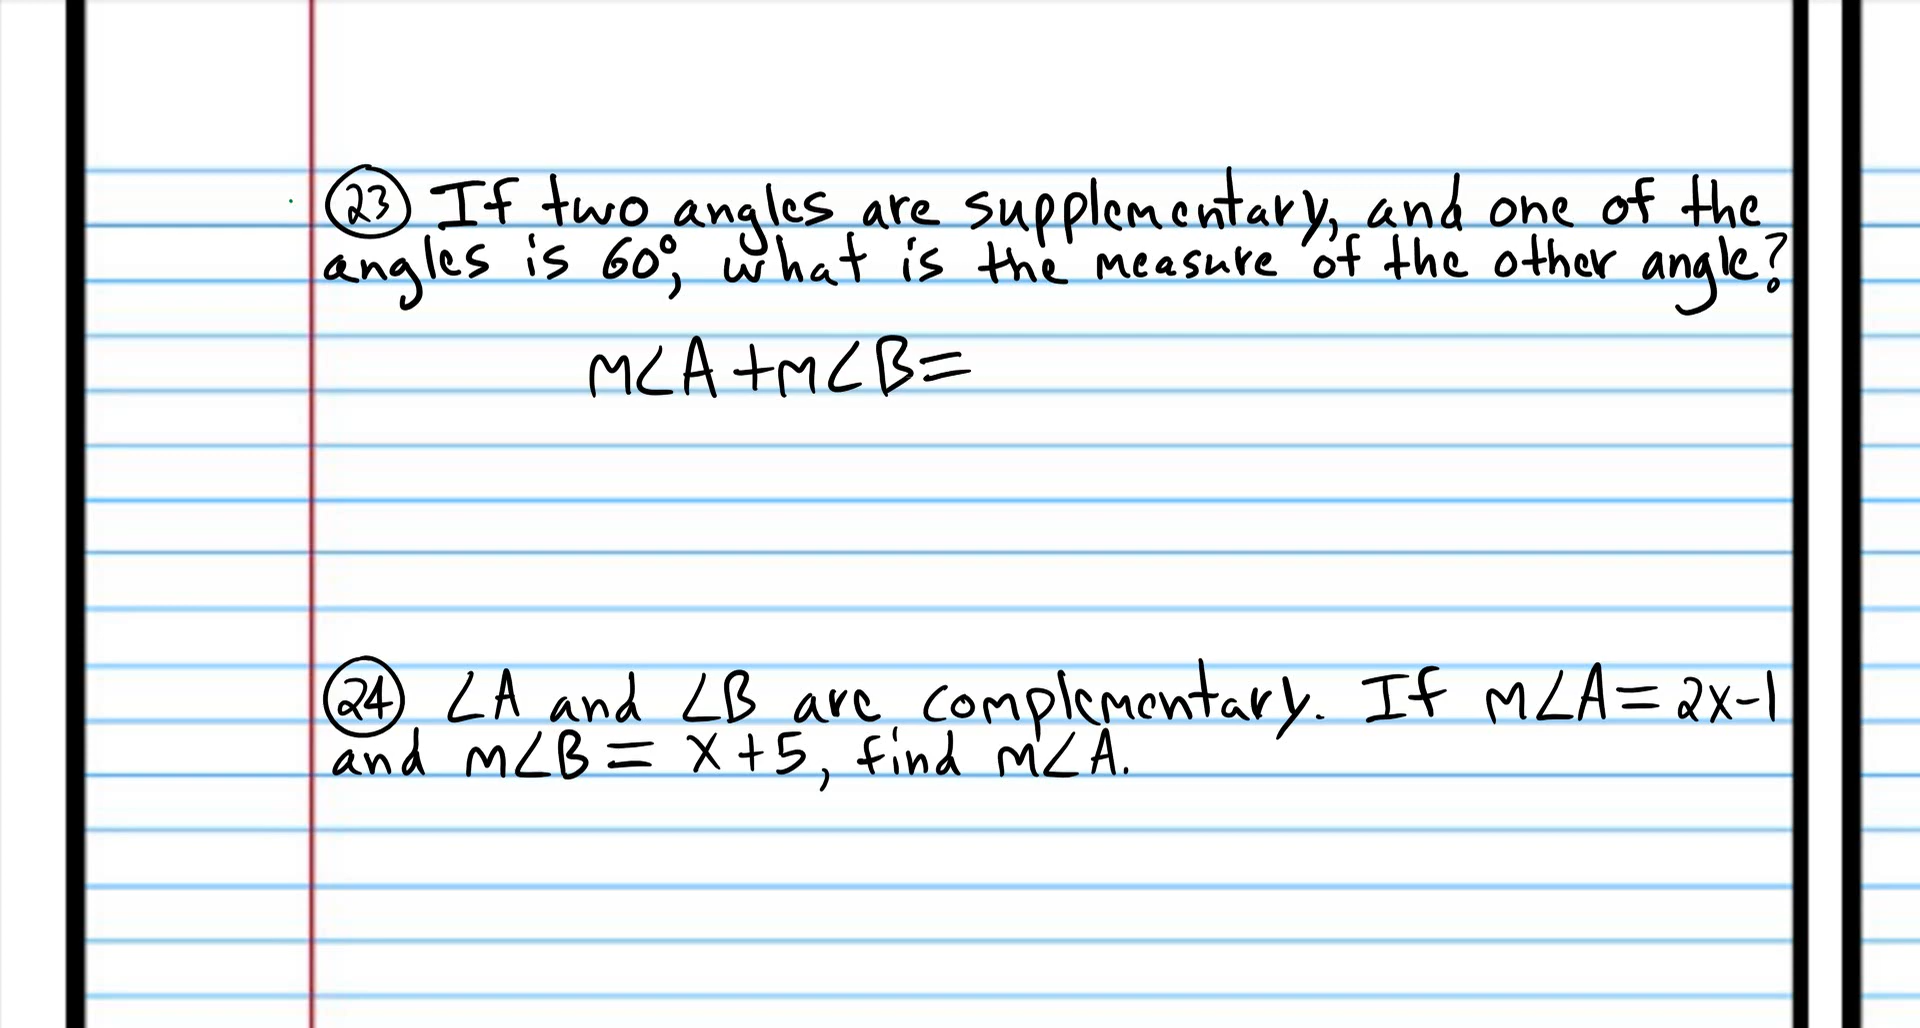 23 If two angles are supplementary, and one of the
angles is 60°, what is the measure of the other angle?
m∠A+m∠B=
24 ∠A and ∠B are complementary. If m∠A=2x-1
and m∠B=x+5, find m∠A.